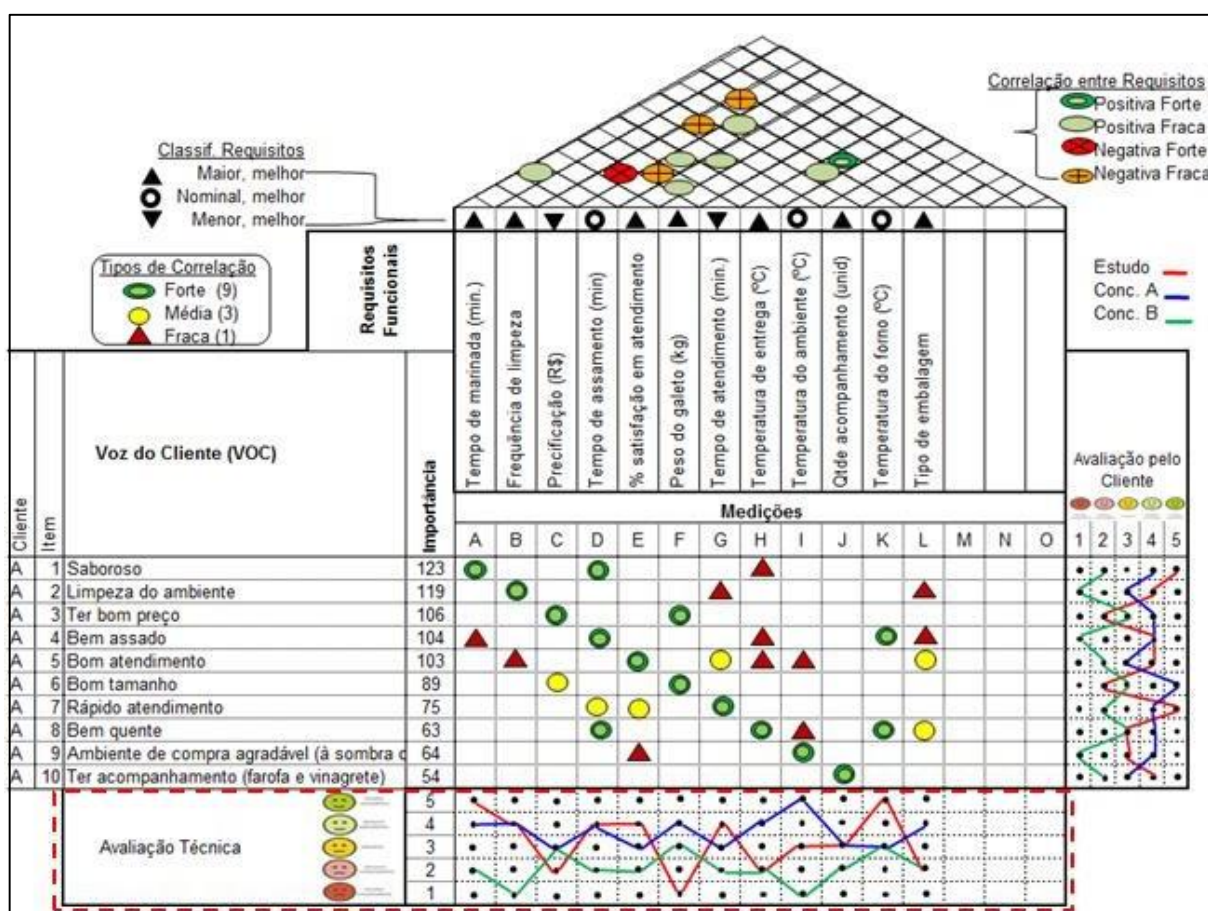 Correlação entre Requisitos
Positiva Forte
Positiva Fraca
Negativa Forte
Negativa Fraca
Classif. Requisitos
Maior, melhor
Nominal, melhor
Menor, melhor
Tipos de Correlação
Forte (9)
Média (3)
Fraca (1)
Requisitos
Funcionais
Tempo de marinada (min.)
Frequência de limpeza
Precificação (R$)
Tempo de assamento (min)
% satisfação em atendimento
Peso do galeto (kg)
Tempo de atendimento (min.)
Temperatura de entrega (ºC)
Temperatura do ambiente (ºC)
Qtde acompanhamento (unid)
Temperatura do forno (ºC)
Tipo de embalagem
Estudo
Conc. A
Conc. B
Cliente
Item
Voz do Cliente (VOC)
Importância
Avaliação pelo
Cliente
Medições
A B C D E F G H I J K L M N O
1 2 3 4 5
A 1 Saboroso 123
A 2 Limpeza do ambiente 119
A 3 Ter bom preço 106
A 4 Bem assado 104
A 5 Bom atendimento 103
A 6 Bom tamanho 89
A 7 Rápido atendimento 75
A 8 Bem quente 63
A 9 Ambiente de compra agradável (à sombra c 64
A 10 Ter acompanhamento (farofa e vinagrete) 54
Avaliação Técnica
5
4
3
2
1